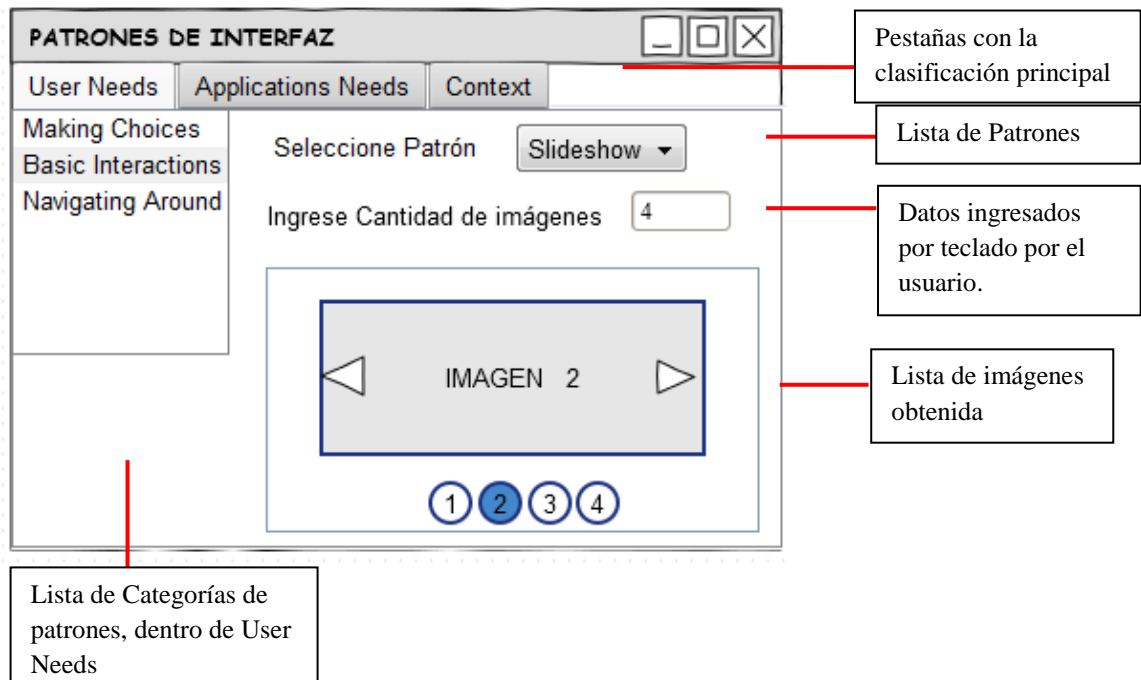 PATRONES DE INTERFAZ
User Needs
Applications Needs
Context
Making Choices
Basic Interactions
Navigating Around
Seleccione Patrón
Slideshow
Ingrese Cantidad de imágenes
4
IMAGEN 2
1
2
3
4
Pestañas con la
clasificación principal
Lista de Patrones
Datos ingresados
por teclado por el
usuario.
Lista de imágenes
obtenida
Lista de Categorías de
patrones, dentro de User
Needs